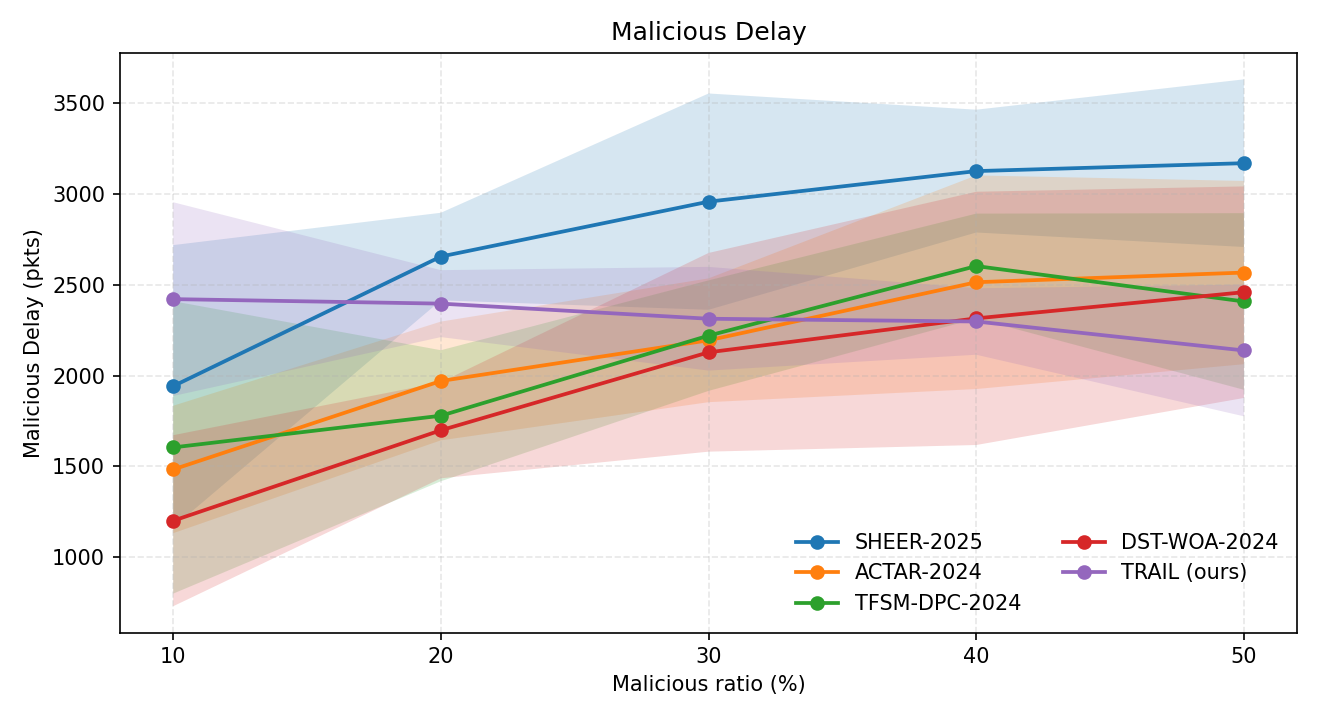 Malicious Delay
Malicious Delay (pkts)
3500
3000
2500
2000
1500
1000
10 20 30 40 50
Malicious ratio (%)
SHEER-2025
ACTAR-2024
TFSM-DPC-2024
DST-WOA-2024
TRAIL (ours)